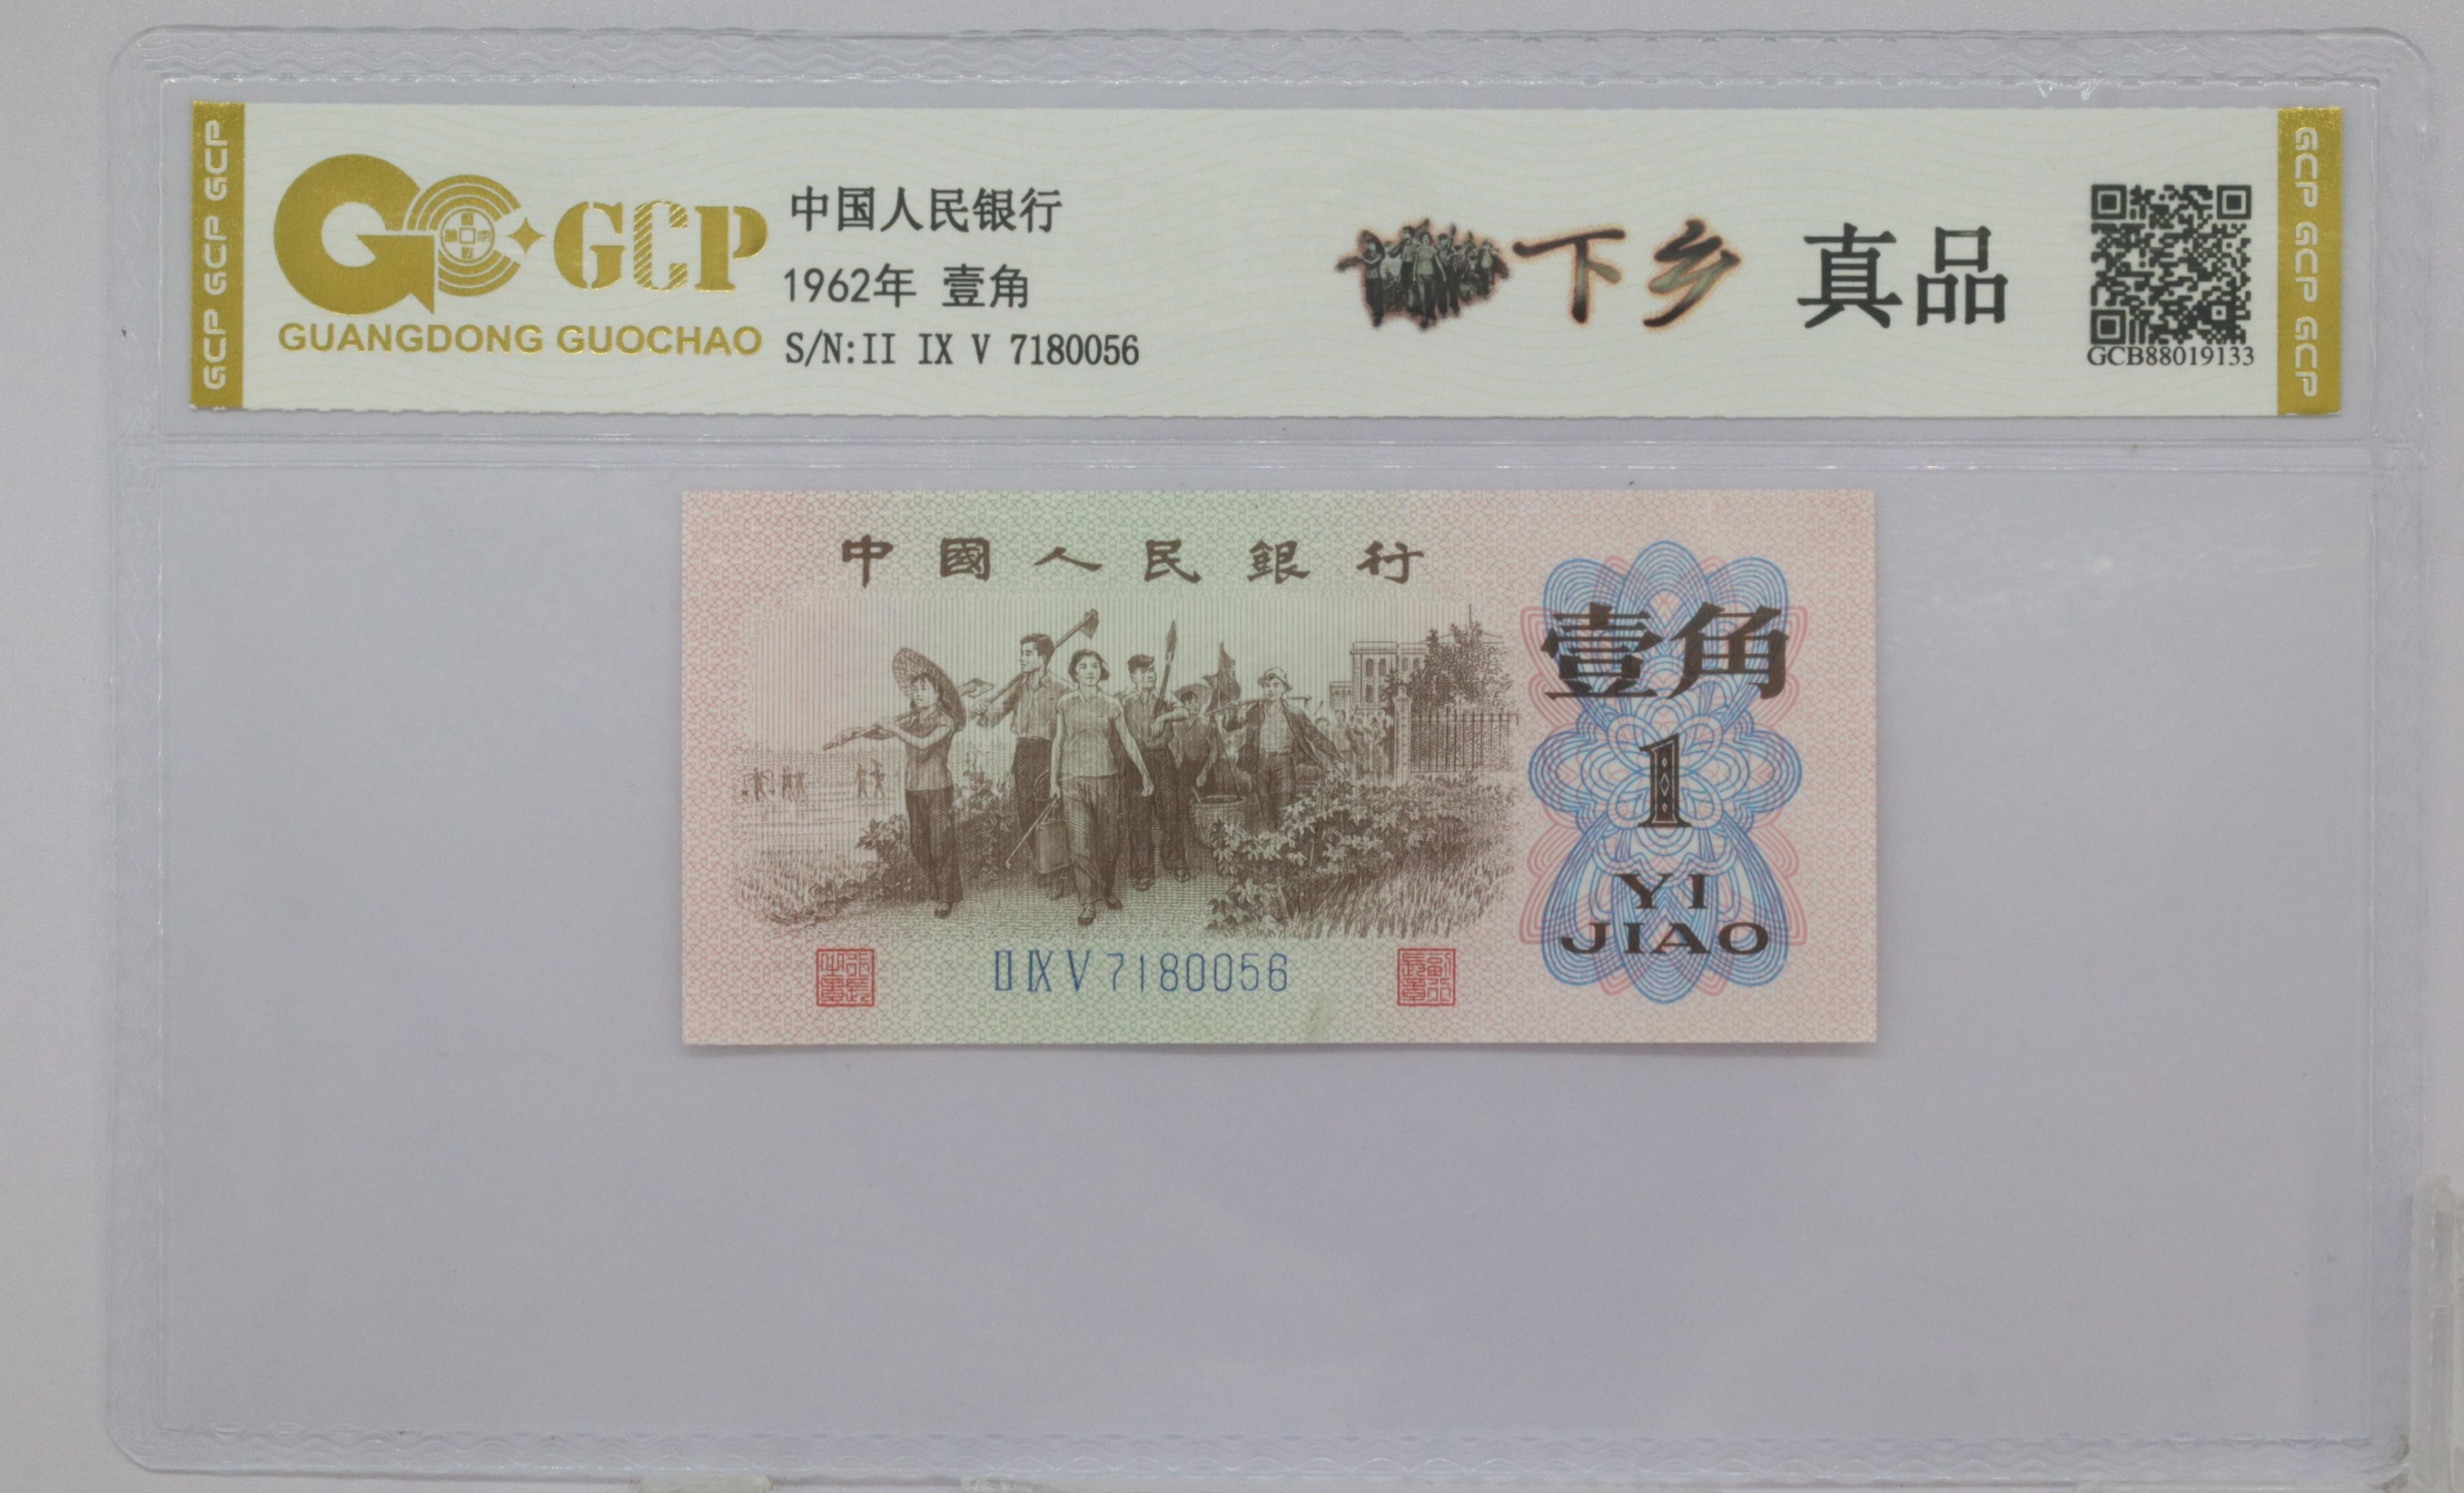 GCP GCP GCP
GCP
GUANGDONG GUOCHAO
中国人民银行
1962年 壹角
S/N:II IX V 7180056
下乡 真品
GCB88019133
GCP GCP GCP
中國人民銀行
壹角
1
YI
JIAO
II IX V 7180056